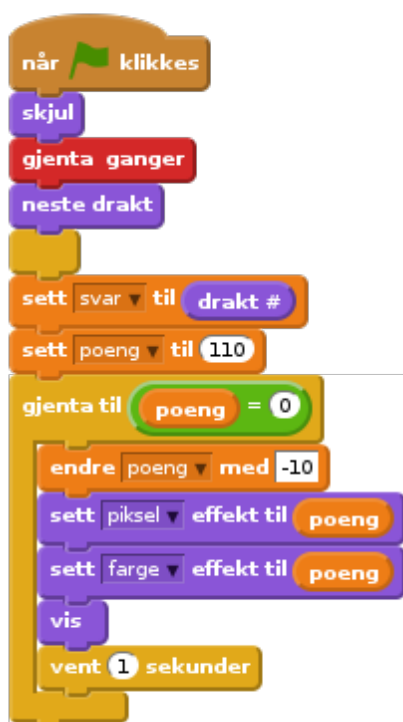 når klikkes
skjul
gjenta ganger
neste drakt
sett svar til drakt #
sett poeng til 110
gjenta til poeng = 0
endre poeng med -10
sett piksel effekt til poeng
sett farge effekt til poeng
vis
vent 1 sekunder